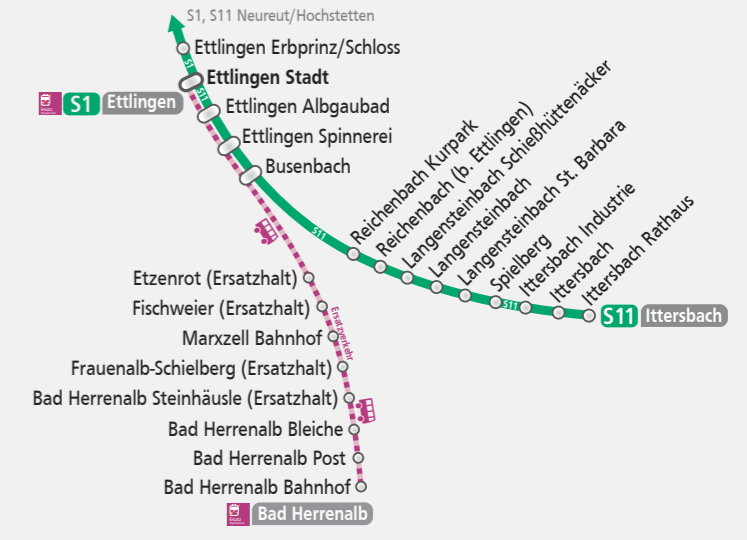 S1, S11 Neureut/Hochstetten
Ettlingen Erbprinz/Schloss
S1
Ettlingen Stadt
S1 Ettlingen
S11
Ettlingen Albgaubad
Ettlingen Spinnerei
Busenbach
S11
Reichenbach Kurpark
Reichenbach (b. Ettlingen)
Langensteinbach Schießhüttenäcker
Langensteinbach
Langensteinbach St. Barbara
Spielberg
S11
Ittersbach Industrie
Ittersbach
Ittersbach Rathaus
S11 Ittersbach
Etzenrot (Ersatzhalt)
Fischweier (Ersatzhalt)
Ersatzverkehr
Marxzell Bahnhof
Frauenalb-Schielberg (Ersatzhalt)
Bad Herrenalb Steinhäusle (Ersatzhalt)
Bad Herrenalb Bleiche
Bad Herrenalb Post
Bad Herrenalb Bahnhof
Bad Herrenalb